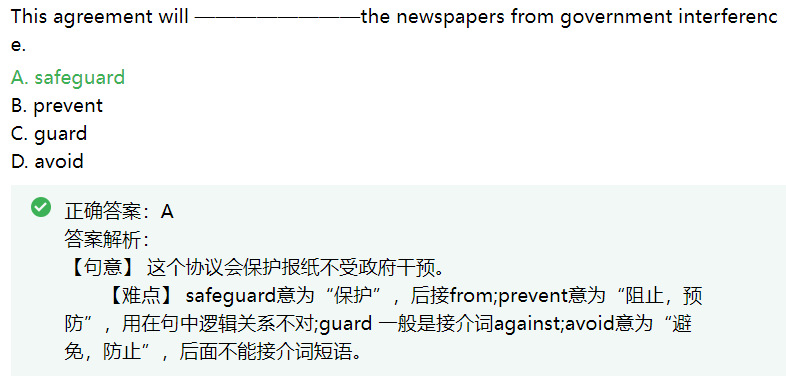 This agreement will ————————the newspapers from government interferenc
e.
A. safeguard
B. prevent
C. guard
D. avoid
正确答案：A
答案解析：
【句意】 这个协议会保护报纸不受政府干预。
【难点】 safeguard意为“保护”，后接from;prevent意为“阻止，预
防”，用在句中逻辑关系不对;guard 一般是接介词against;avoid意为“避
免，防止”，后面不能接介词短语。